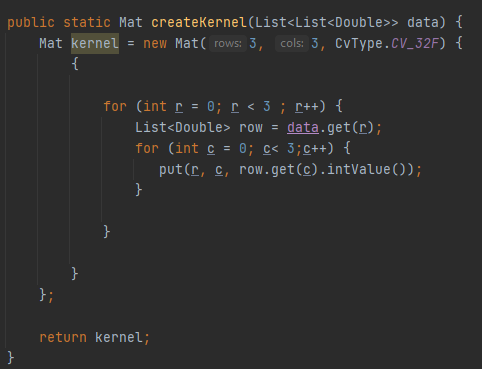 public static Mat createKernel(List<List<Double>> data) {
    Mat kernel = new Mat( rows: 3,  cols: 3, CvType.CV_32F) {
        {

            for (int r = 0; r < 3 ; r++) {
                List<Double> row = data.get(r);
                for (int c = 0; c< 3;c++) {
                   put(r, c, row.get(c).intValue());
                }

            }

        }
    };

    return kernel;
}